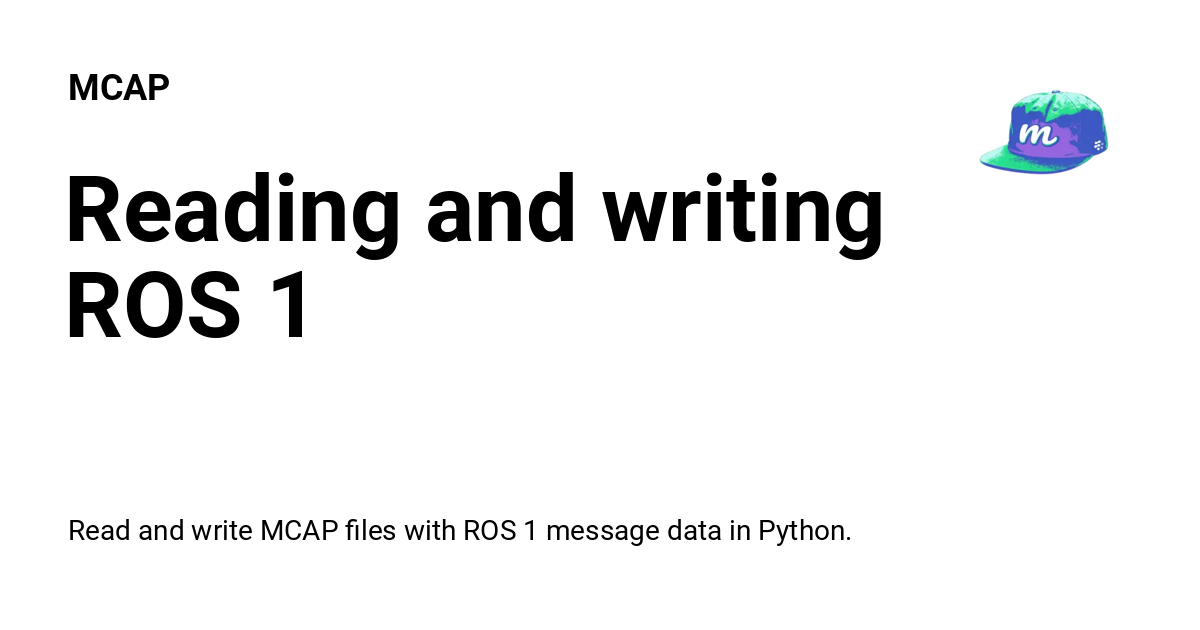 MCAP
m
Reading and writing
ROS 1
Read and write MCAP files with ROS 1 message data in Python.